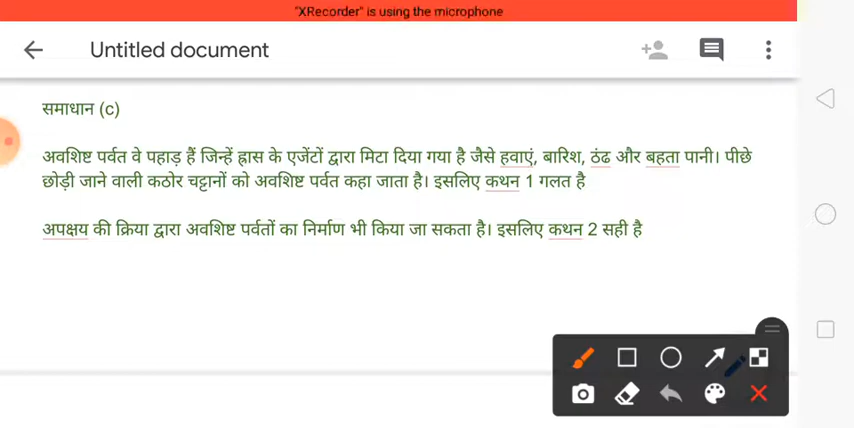 "XRecorder" is using the microphone
Untitled document
समाधान (c)
अवशिष्ट पर्वत वे पहाड़ हैं जिन्हें ह्रास के एजेंटों द्वारा मिटा दिया गया है जैसे हवाएं, बारिश, ठंढ और बहता पानी। पीछे
छोड़ी जाने वाली कठोर चट्टानों को अवशिष्ट पर्वत कहा जाता है। इसलिए कथन 1 गलत है
अपक्षय की क्रिया द्वारा अवशिष्ट पर्वतों का निर्माण भी किया जा सकता है। इसलिए कथन 2 सही है